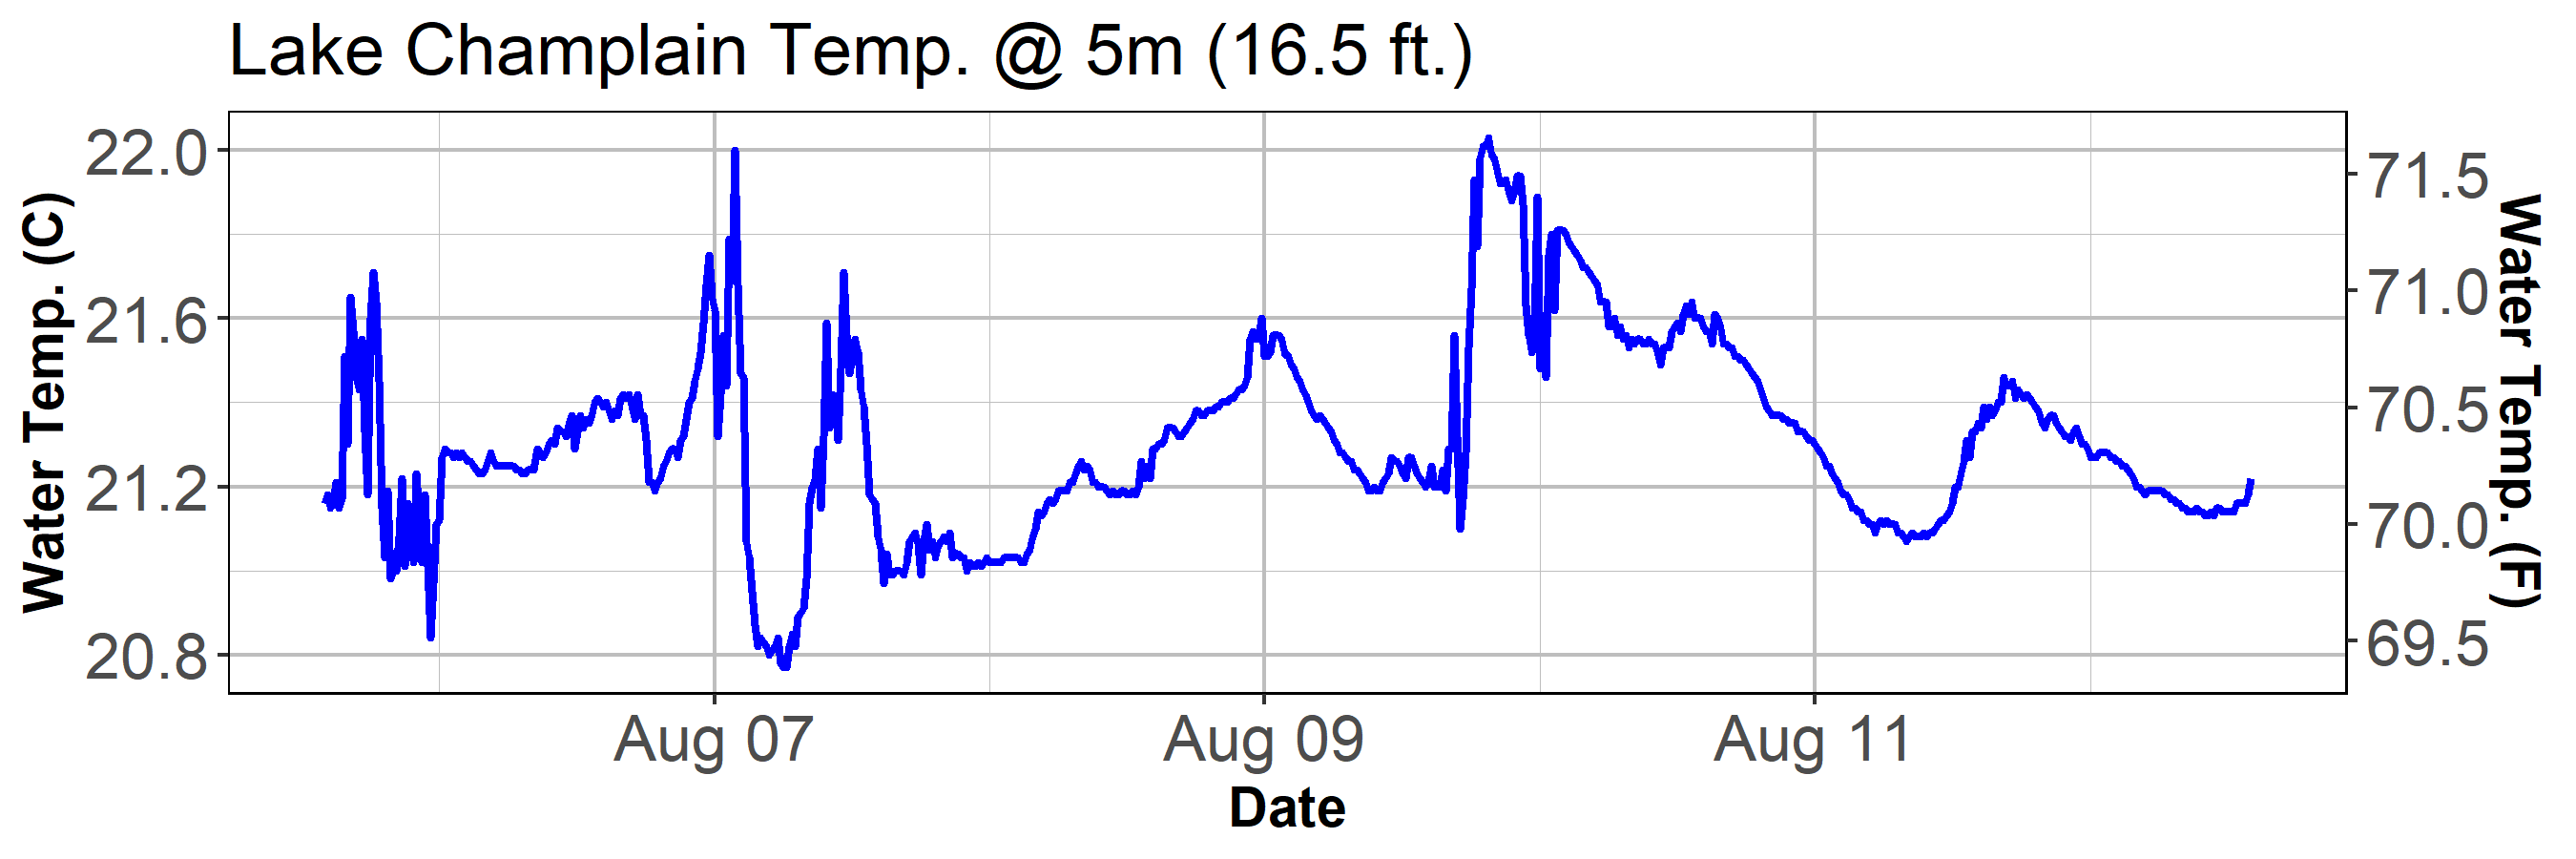 Lake Champlain Temp. @ 5m (16.5 ft.)
Water Temp. (C)
22.0
21.6
21.2
20.8
71.5
71.0
70.5
70.0
69.5
Water Temp. (F)
Aug 07
Aug 09
Aug 11
Date